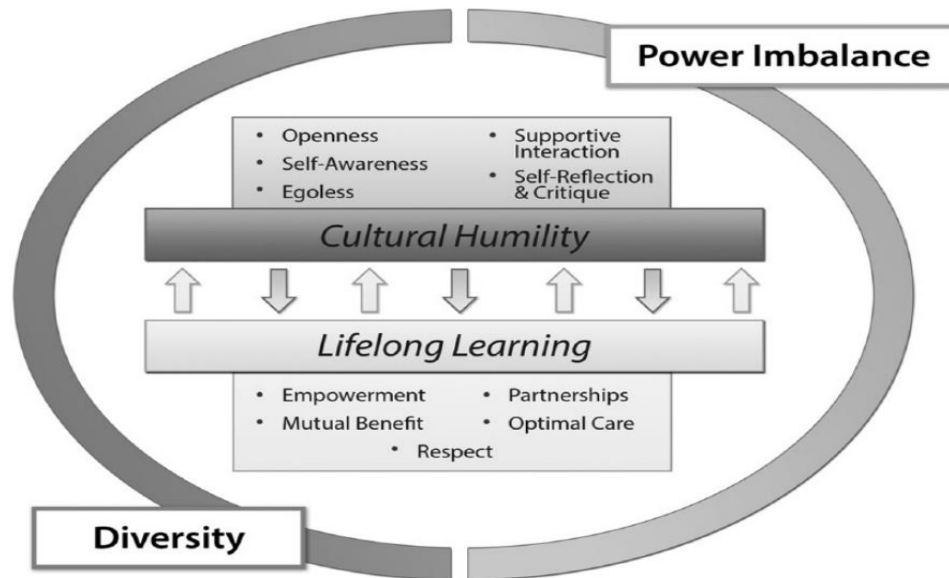 Power Imbalance
• Openness
• Self-Awareness
• Egoless
• Supportive
Interaction
• Self-Reflection
& Critique
Cultural Humility
Lifelong Learning
• Empowerment
• Mutual Benefit
• Partnerships
• Optimal Care
• Respect
Diversity